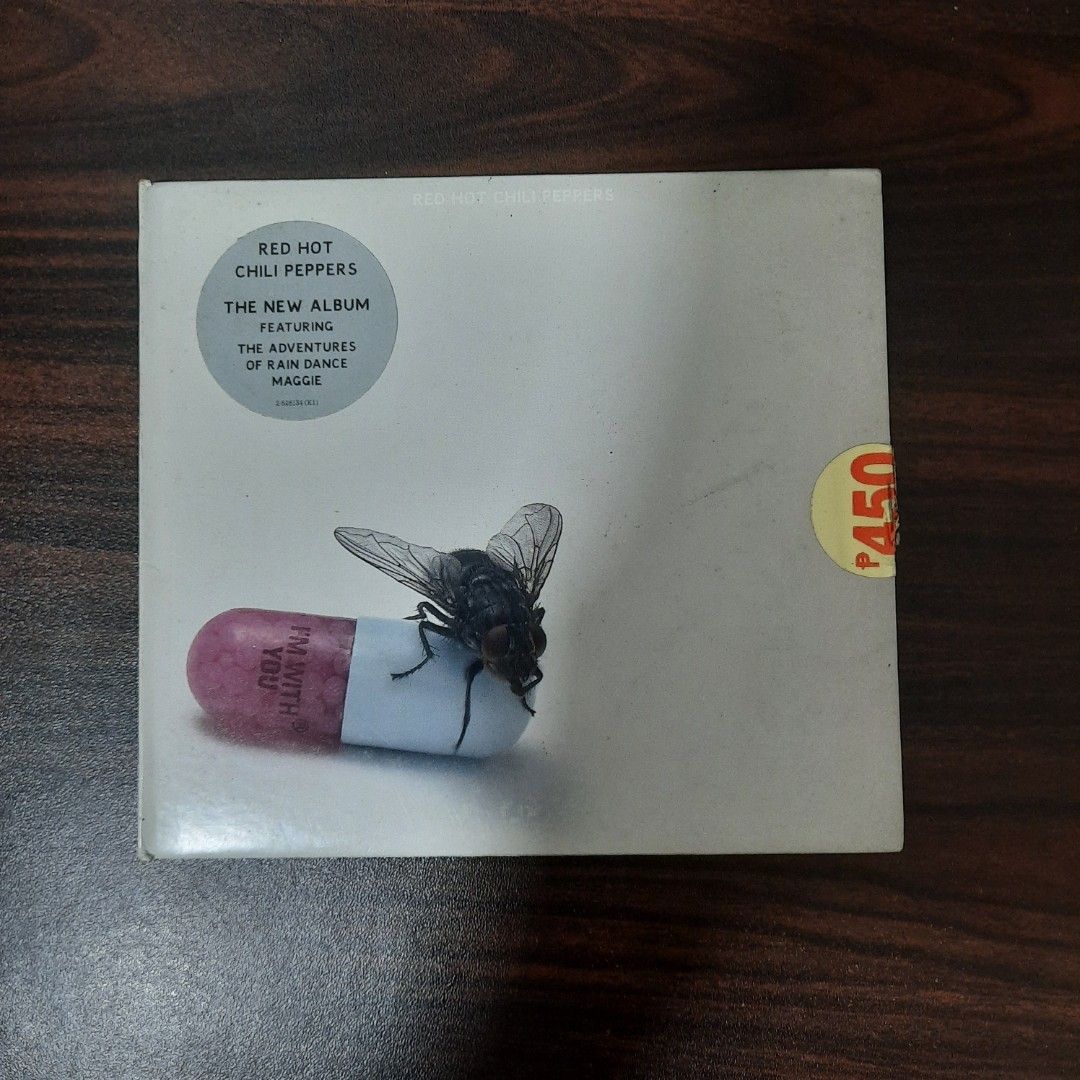 RED HOT CHILI PEPPERS
RED HOT
CHILI PEPPERS
THE NEW ALBUM
FEATURING
THE ADVENTURES
OF RAIN DANCE
MAGGIE
₱450
I'M WITH
YOU®